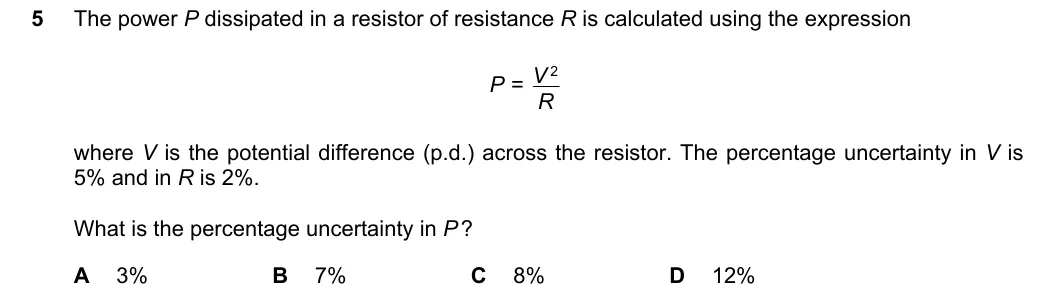 5 The power P dissipated in a resistor of resistance R is calculated using the expression
P = V²/R
where V is the potential difference (p.d.) across the resistor. The percentage uncertainty in V is
5% and in R is 2%.
What is the percentage uncertainty in P?
A 3% B 7% C 8% D 12%